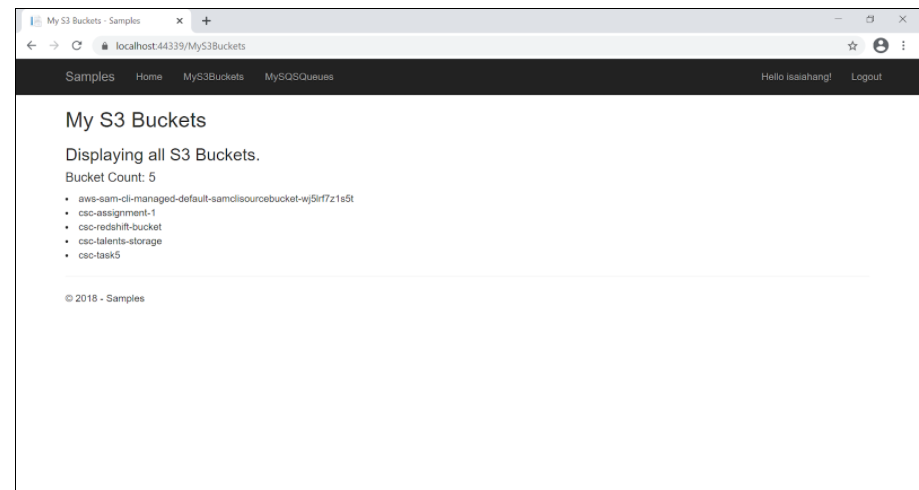 My S3 Buckets - Samples
localhost:44339/MyS3Buckets
Samples Home MyS3Buckets MySQSQueues Hello isaiahang! Logout
My S3 Buckets
Displaying all S3 Buckets.
Bucket Count: 5
aws-sam-cli-managed-default-samclisourcebucket-wj5lrf7z1s5t
csc-assignment-1
csc-redshift-bucket
csc-talents-storage
csc-task5
© 2018 - Samples